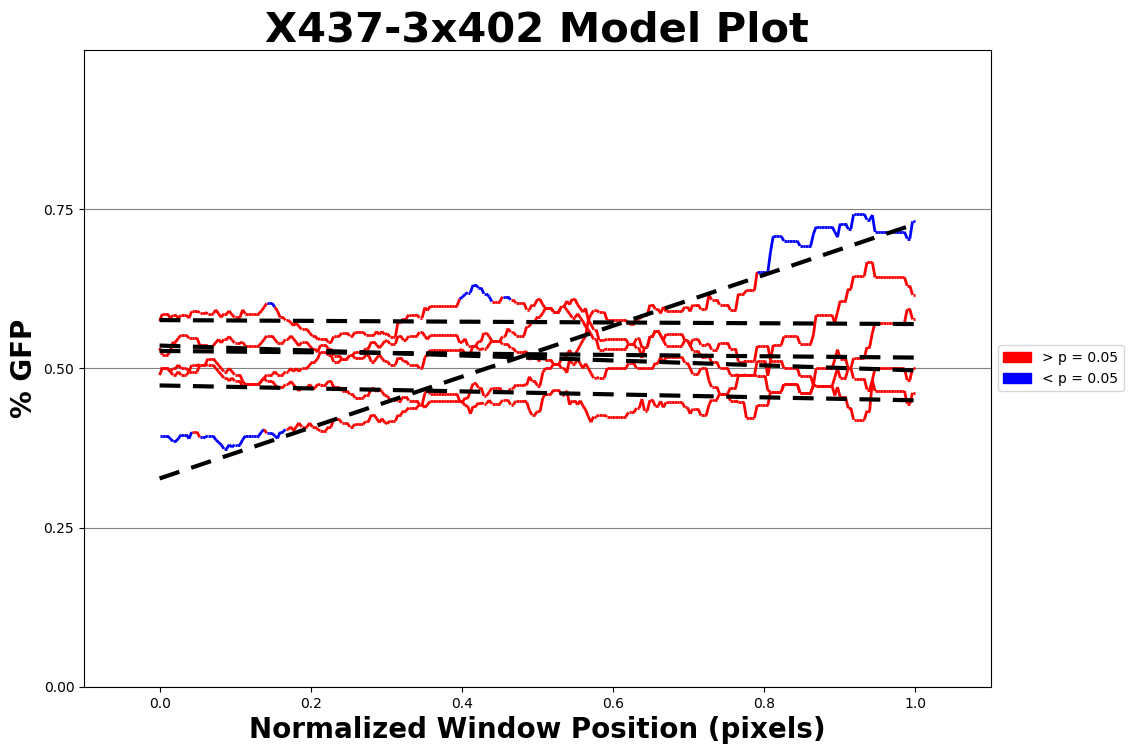 X437-3x402 Model Plot
% GFP
0.75
0.50
0.25
0.00
0.0 0.2 0.4 0.6 0.8 1.0
Normalized Window Position (pixels)
> p = 0.05
< p = 0.05